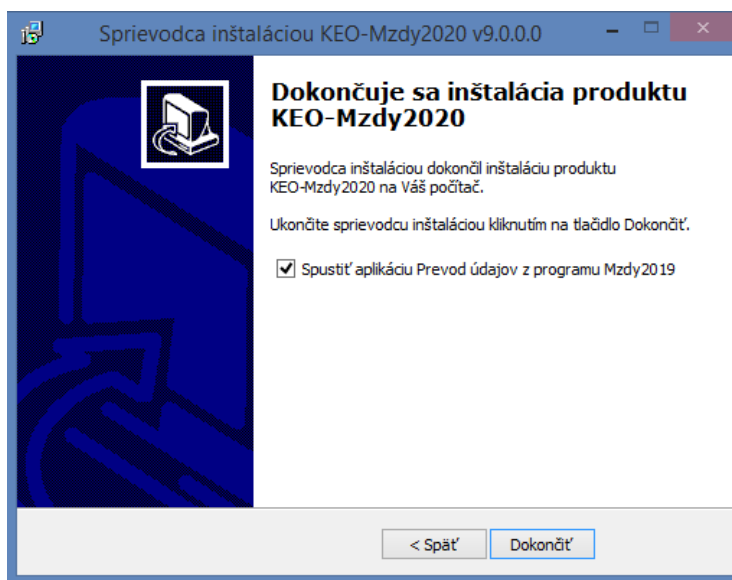 Sprievodca inštaláciou KEO-Mzdy2020 v9.0.0.0
Dokončuje sa inštalácia produktu
KEO-Mzdy2020
Sprievodca inštaláciou dokončil inštaláciu produktu
KEO-Mzdy2020 na Váš počítač.
Ukončite sprievodcu inštaláciou kliknutím na tlačidlo Dokončiť.
Spustiť aplikáciu Prevod údajov z programu Mzdy2019
< Späť
Dokončiť